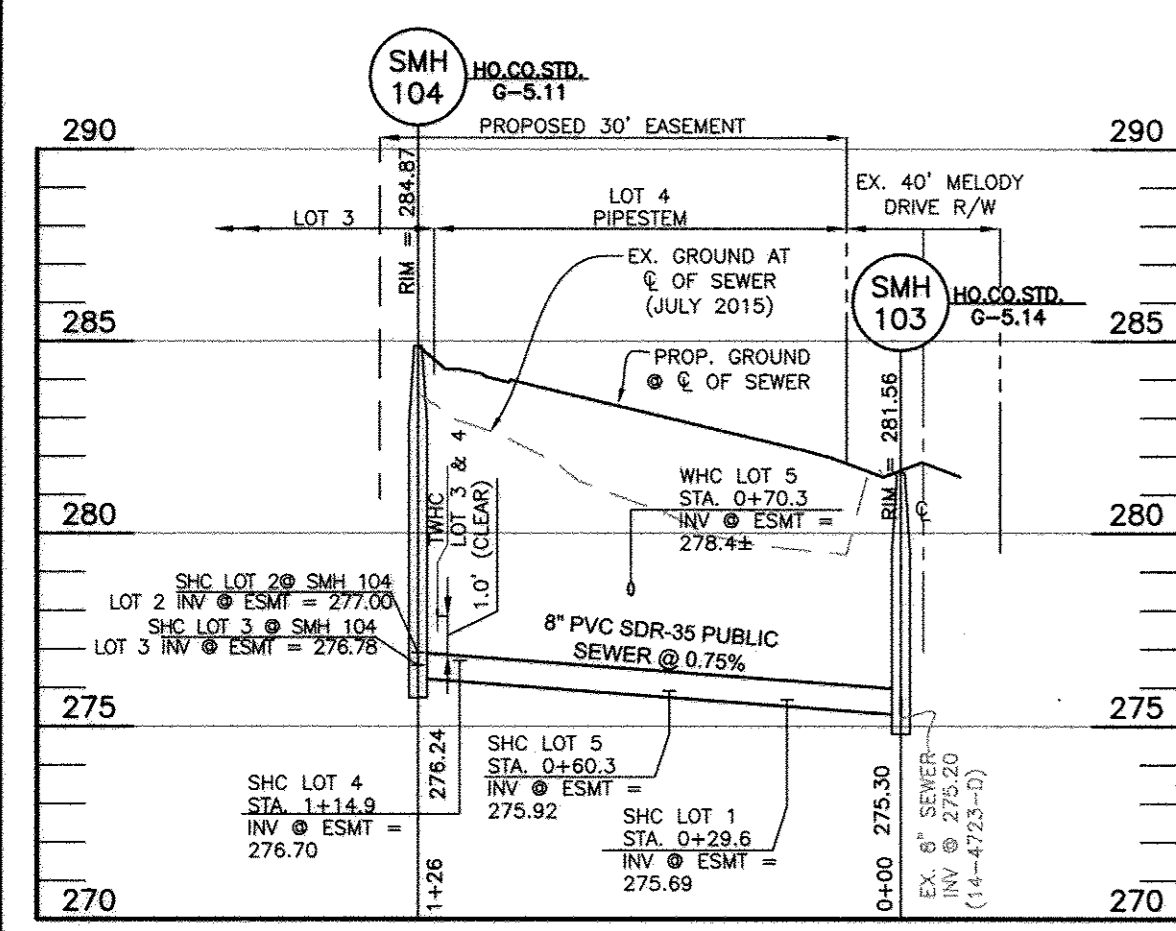 SMH
104
HO.CO.STD.
G-5.11
290
PROPOSED 30' EASEMENT
290
RIM = 284.87
LOT 3
LOT 4
PIPESTEM
EX. 40' MELODY
DRIVE R/W
EX. GROUND AT
℄ OF SEWER
(JULY 2015)
SMH
103
HO.CO.STD.
G-5.14
285
285
PROP. GROUND
@ ℄ OF SEWER
RIM = 281.56
℄
TWHC
LOT 3 & 4
1.0' (CLEAR)
WHC LOT 5
STA. 0+70.3
INV @ ESMT =
278.4±
280
280
SHC LOT 2@ SMH 104
LOT 2 INV @ ESMT = 277.00
SHC LOT 3 @ SMH 104
LOT 3 INV @ ESMT = 276.78
8" PVC SDR-35 PUBLIC
SEWER @ 0.75%
275
275
276.24
1+26
SHC LOT 4
STA. 1+14.9
INV @ ESMT =
276.70
SHC LOT 5
STA. 0+60.3
INV @ ESMT =
275.92
SHC LOT 1
STA. 0+29.6
INV @ ESMT =
275.69
0+00 275.30
EX. 8" SEWER
INV @ 275.20
(14-4723-D)
270
270